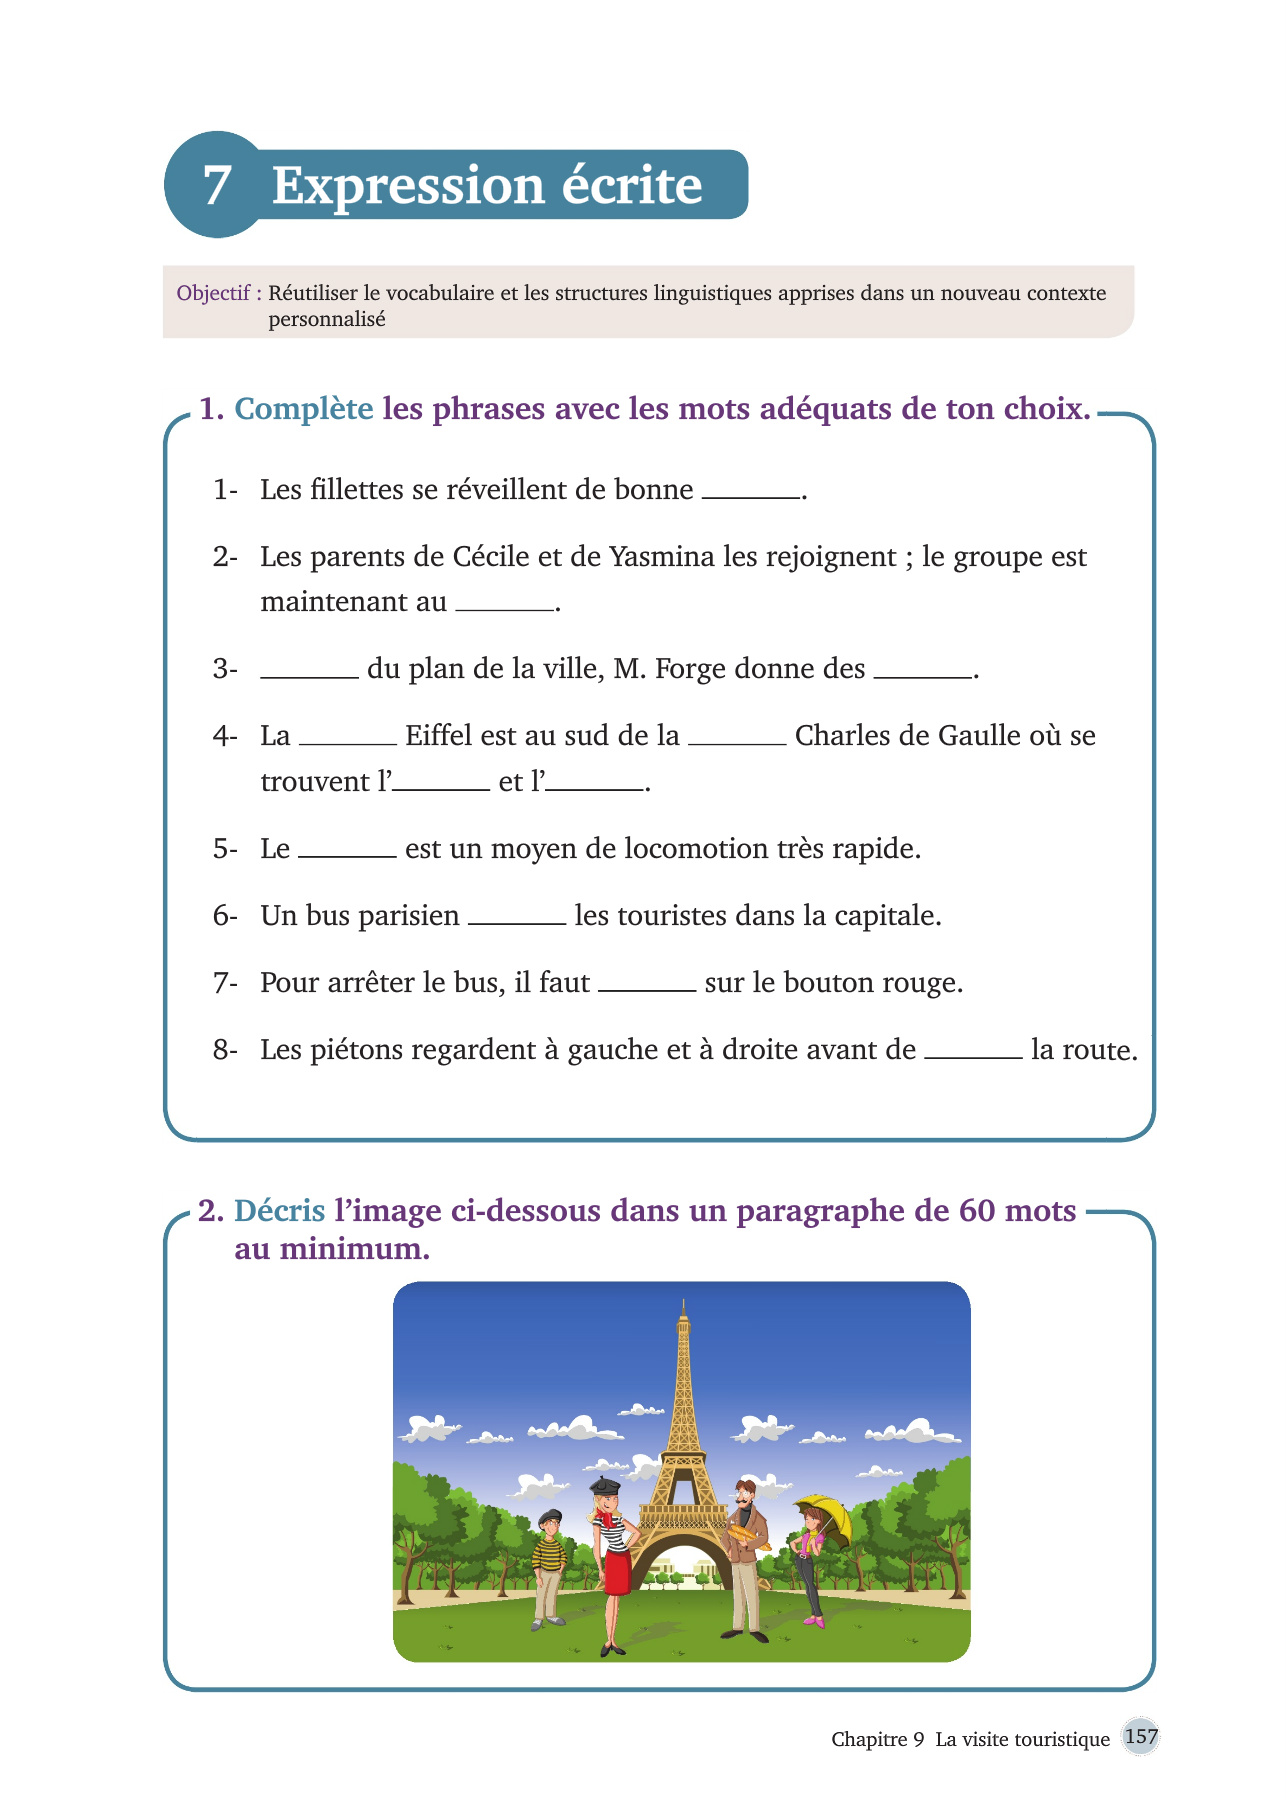 7 Expression écrite
Objectif : Réutiliser le vocabulaire et les structures linguistiques apprises dans un nouveau contexte
personnalisé
1. Complète les phrases avec les mots adéquats de ton choix.
1- Les fillettes se réveillent de bonne _______.
2- Les parents de Cécile et de Yasmina les rejoignent ; le groupe est
maintenant au _______.
3- _______ du plan de la ville, M. Forge donne des _______.
4- La _______ Eiffel est au sud de la _______ Charles de Gaulle où se
trouvent l’_______ et l’_______.
5- Le _______ est un moyen de locomotion très rapide.
6- Un bus parisien _______ les touristes dans la capitale.
7- Pour arrêter le bus, il faut _______ sur le bouton rouge.
8- Les piétons regardent à gauche et à droite avant de _______ la route.
2. Décris l’image ci-dessous dans un paragraphe de 60 mots
au minimum.
Chapitre 9 La visite touristique 157